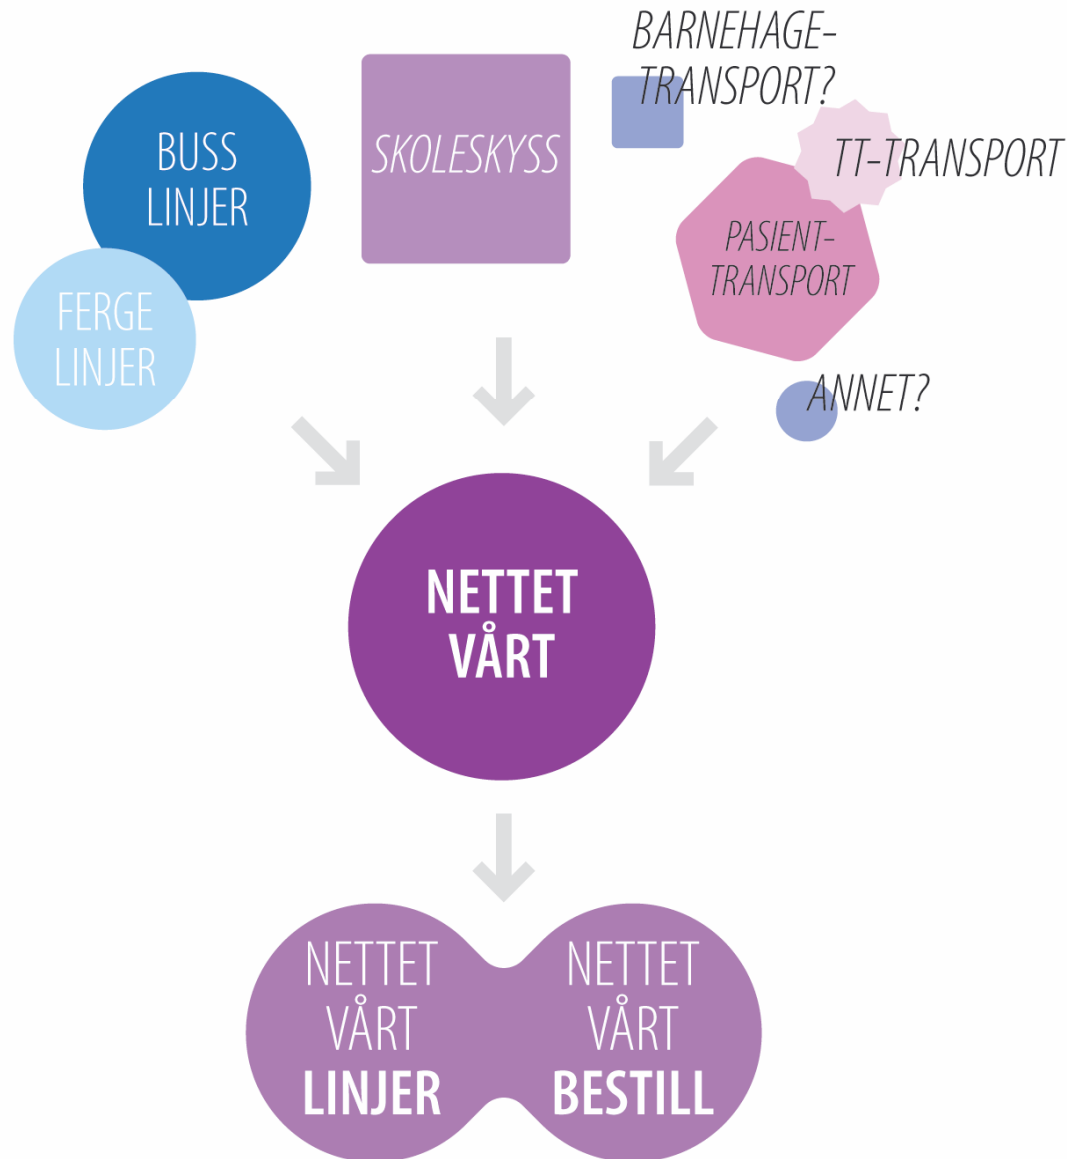 BUSS
LINJER
FERGE
LINJER
SKOLESKYSS
BARNEHAGE-
TRANSPORT?
TT-TRANSPORT
PASIENT-
TRANSPORT
ANNET?
NETTET
VÅRT
NETTET
VÅRT
LINJER
NETTET
VÅRT
BESTILL